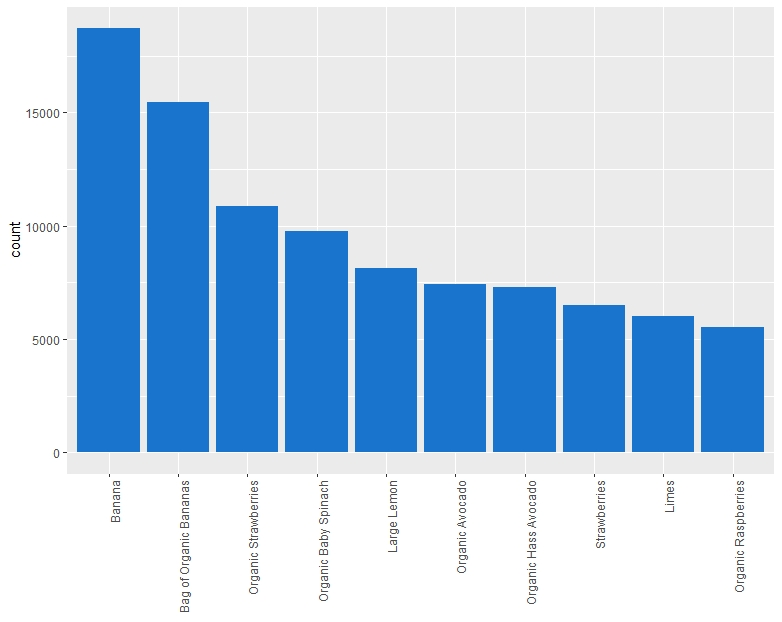 count
15000
10000
5000
0
Banana
Bag of Organic Bananas
Organic Strawberries
Organic Baby Spinach
Large Lemon
Organic Avocado
Organic Hass Avocado
Strawberries
Limes
Organic Raspberries